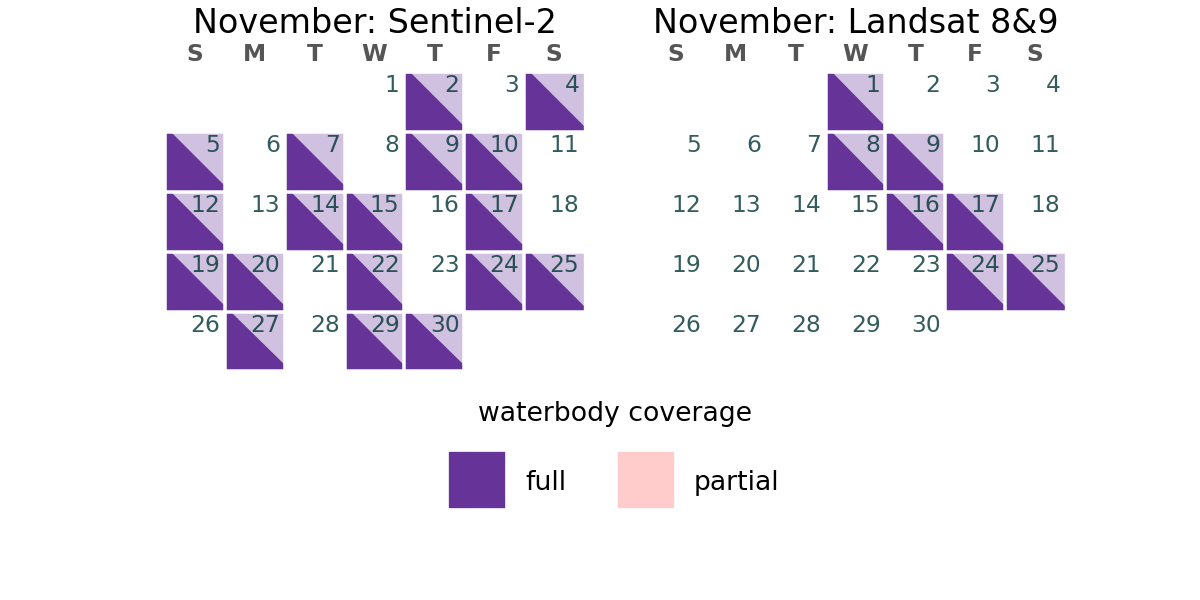 November: Sentinel-2
S M T W T F S
1 2 3 4
5 6 7 8 9 10 11
12 13 14 15 16 17 18
19 20 21 22 23 24 25
26 27 28 29 30
November: Landsat 8&9
S M T W T F S
1 2 3 4
5 6 7 8 9 10 11
12 13 14 15 16 17 18
19 20 21 22 23 24 25
26 27 28 29 30
waterbody coverage
full partial